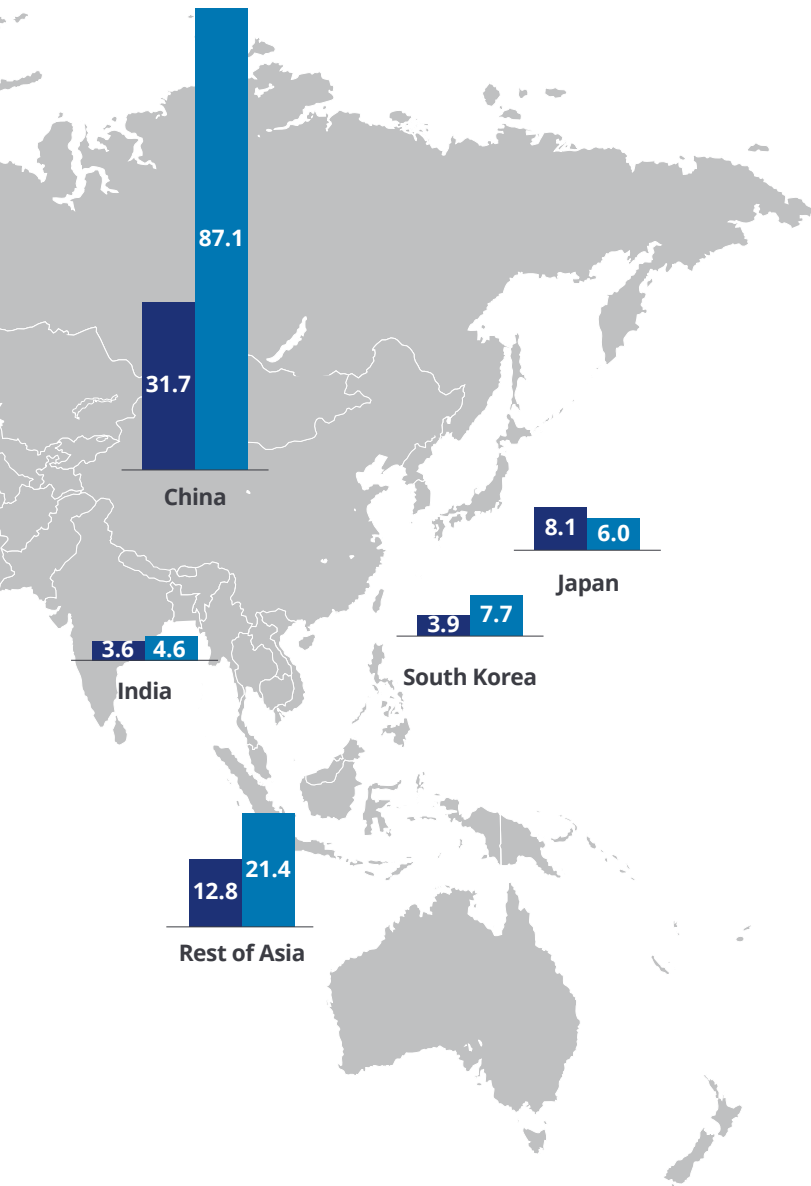 87.1
31.7
China
8.1
6.0
Japan
3.9
7.7
South Korea
3.6
4.6
India
21.4
12.8
Rest of Asia